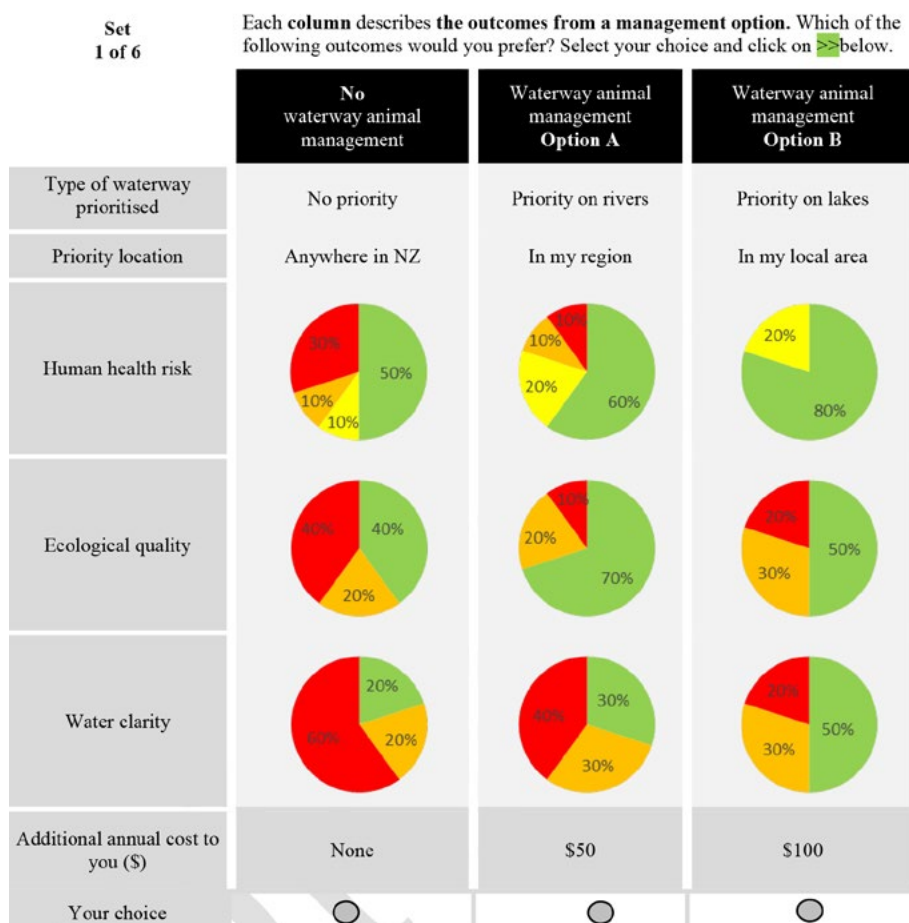 Set
1 of 6
Each column describes the outcomes from a management option. Which of the
following outcomes would you prefer? Select your choice and click on >>below.
No
waterway animal
management
Waterway animal
management
Option A
Waterway animal
management
Option B
Type of waterway
prioritised
No priority
Priority on rivers
Priority on lakes
Priority location
Anywhere in NZ
In my region
In my local area
Human health risk
30%
50%
10%
10%
10%
10%
20%
60%
20%
80%
Ecological quality
40%
40%
20%
10%
20%
70%
20%
50%
30%
Water clarity
20%
60%
20%
40%
30%
30%
20%
50%
30%
Additional annual cost to
you ($)
None
$50
$100
Your choice